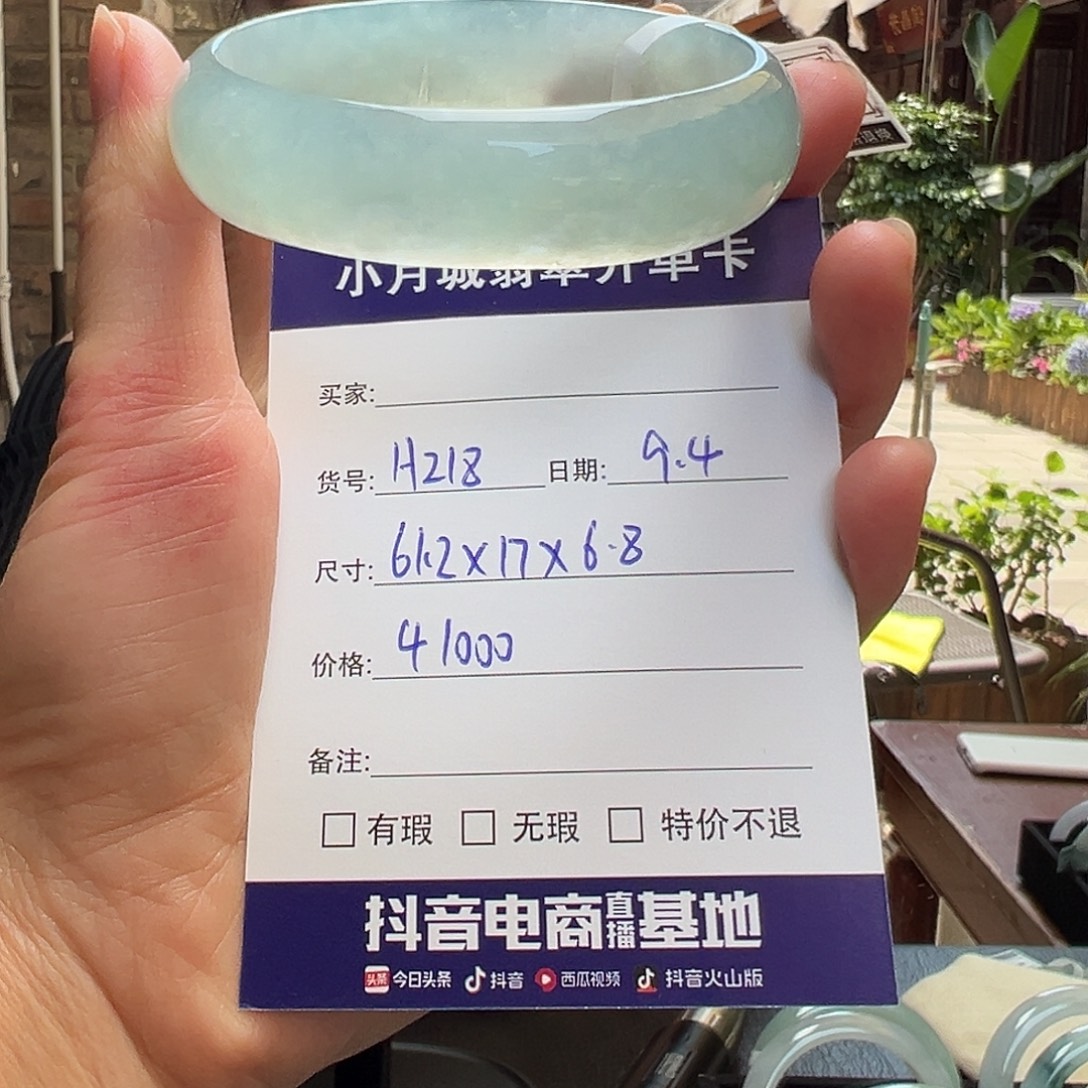 小月城翡翠开单卡
买家:
货号: H218 日期: 9.4
尺寸: 61.2x17x6.8
价格: 41000
备注:
□ 有瑕 □ 无瑕 □ 特价不退
抖音电商直播基地
头条 今日头条 抖音 西瓜视频 抖音火山版